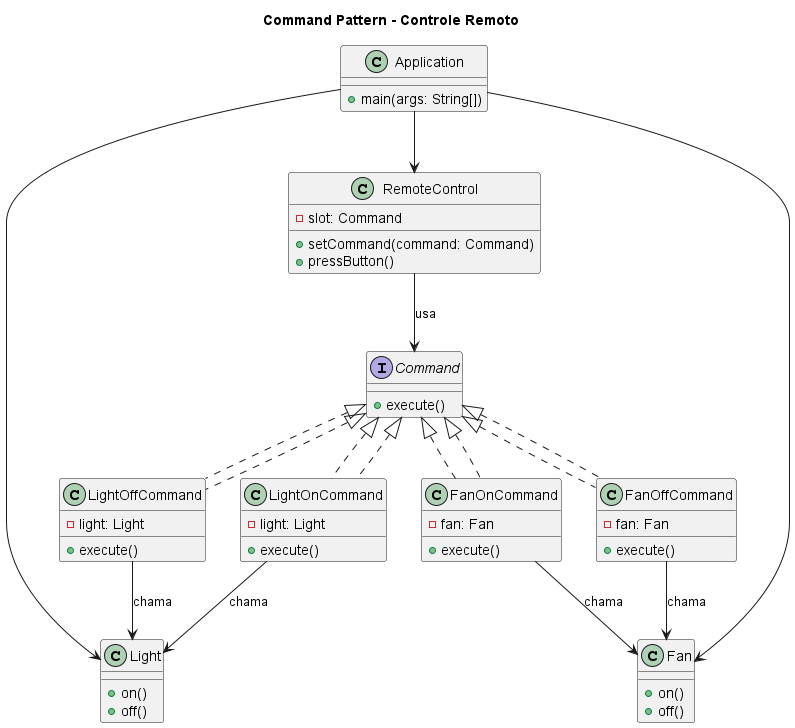 Command Pattern - Controle Remoto
C Application
main(args: String[])
C RemoteControl
slot: Command
setCommand(command: Command)
pressButton()
usa
I Command
execute()
C LightOffCommand
light: Light
execute()
C LightOnCommand
light: Light
execute()
C FanOnCommand
fan: Fan
execute()
C FanOffCommand
fan: Fan
execute()
chama
chama
chama
chama
C Light
on()
off()
C Fan
on()
off()